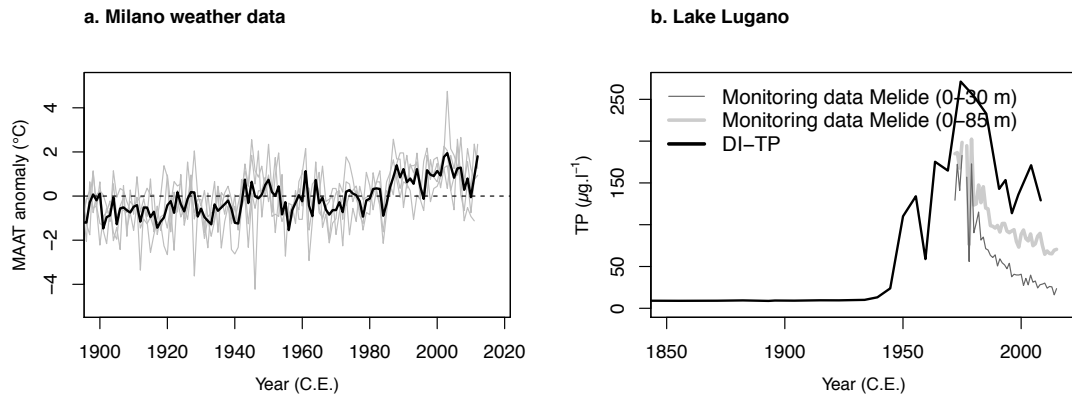 a. Milano weather data
MAAT anomaly (°C)
4
2
0
−2
−4
1900 1920 1940 1960 1980 2000 2020
Year (C.E.)
b. Lake Lugano
TP (µg.l⁻¹)
250
150
50
0
Monitoring data Melide (0−30 m)
Monitoring data Melide (0−85 m)
DI−TP
1850 1900 1950 2000
Year (C.E.)